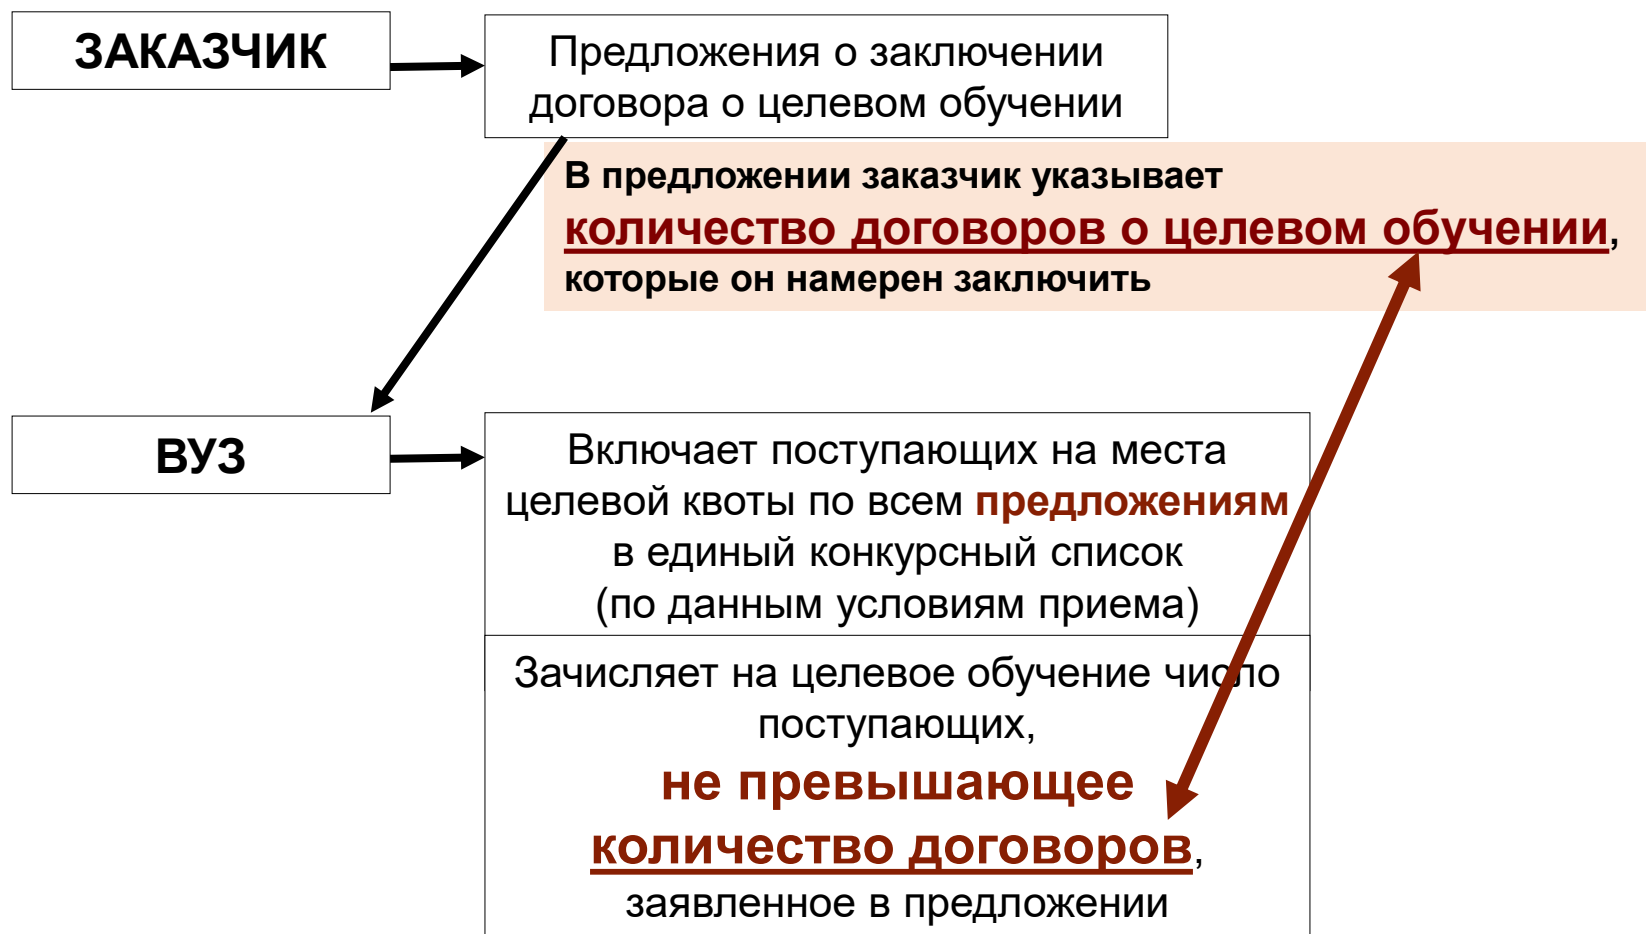 ЗАКАЗЧИК
Предложения о заключении
договора о целевом обучении
В предложении заказчик указывает
количество договоров о целевом обучении,
которые он намерен заключить
ВУЗ
Включает поступающих на места
целевой квоты по всем предложениям
в единый конкурсный список
(по данным условиям приема)
Зачисляет на целевое обучение число
поступающих,
не превышающее
количество договоров,
заявленное в предложении